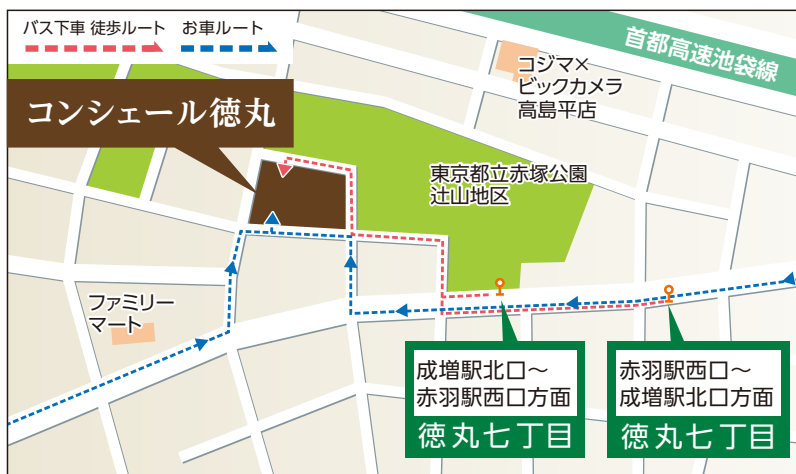 バス下車 徒歩ルート お車ルート
首都高速池袋線
コジマ×
ビックカメラ
高島平店
コンシェール徳丸
東京都立赤塚公園
辻山地区
ファミリー
マート
成増駅北口～
赤羽駅西口方面
徳丸七丁目
赤羽駅西口～
成増駅北口方面
徳丸七丁目